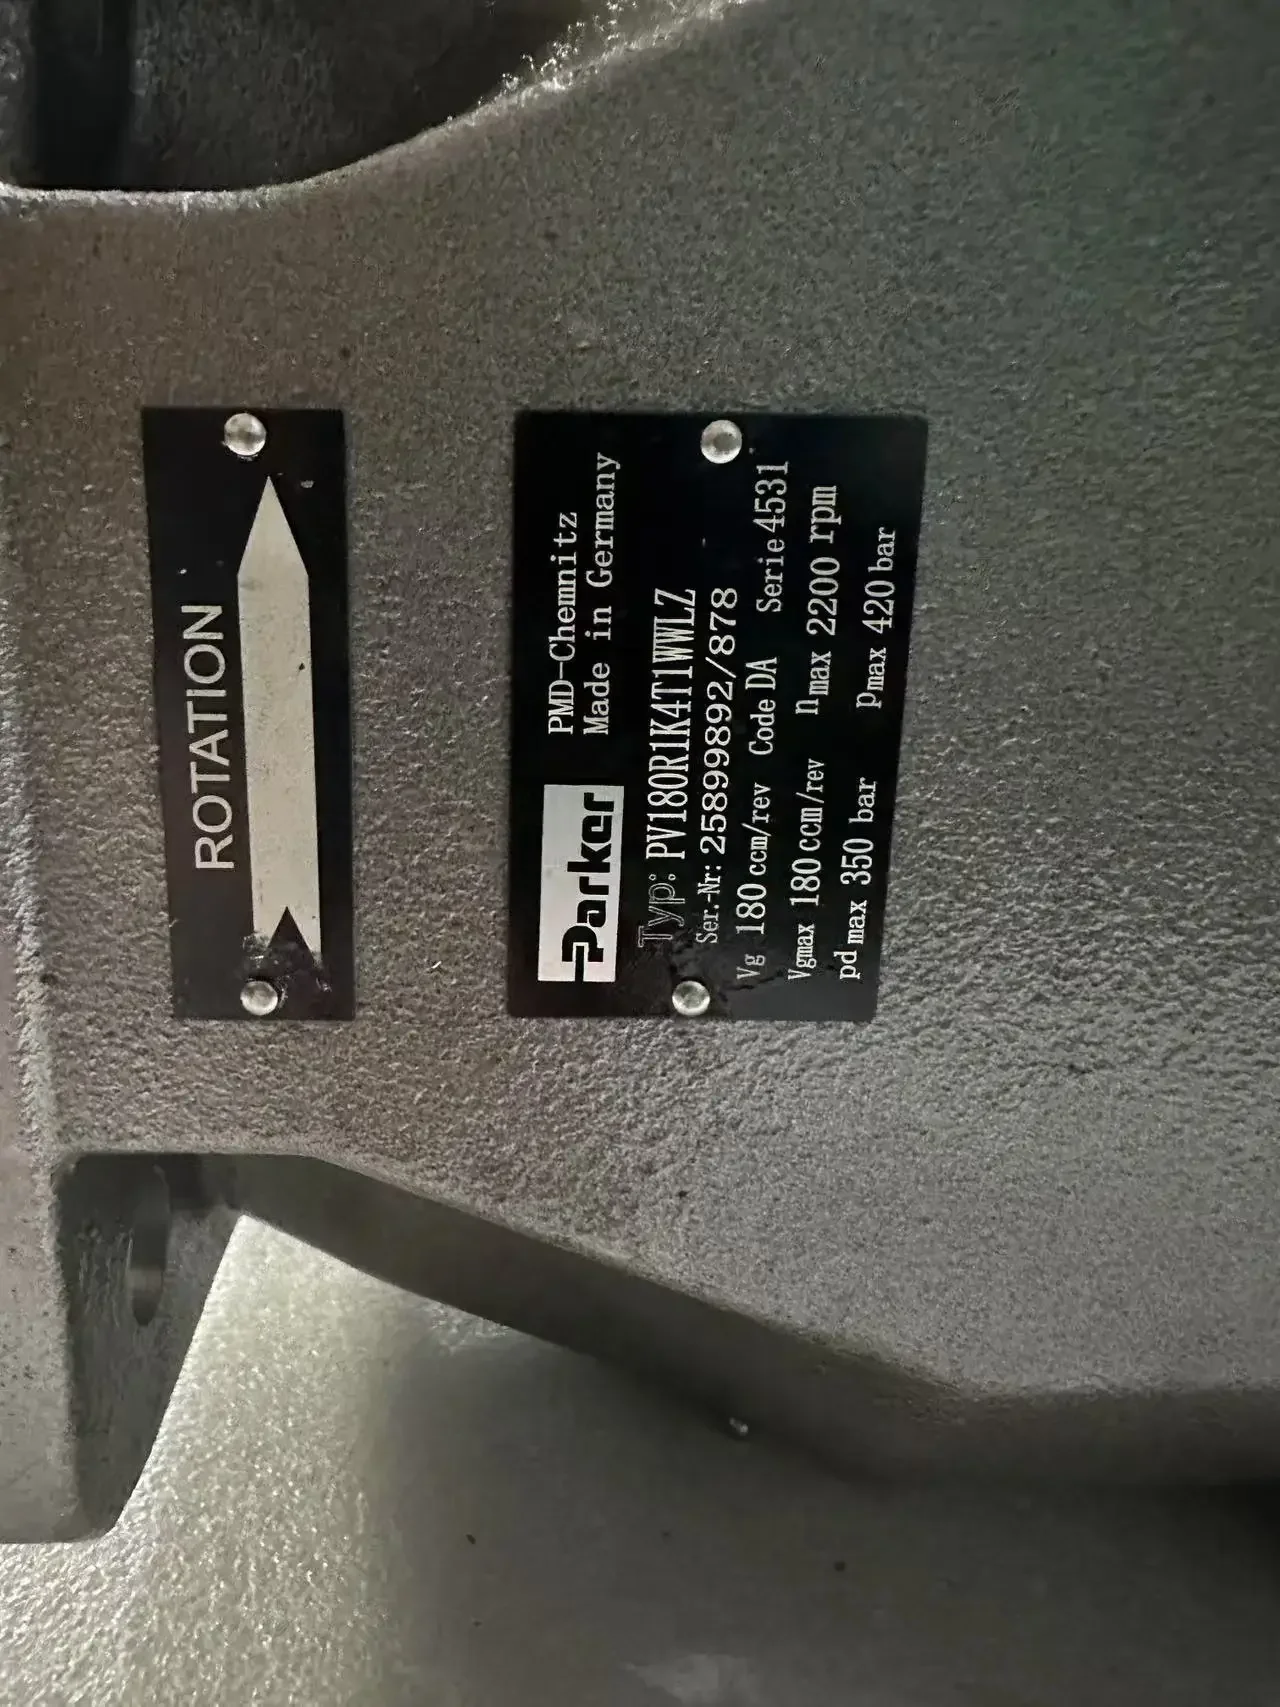 ROTATION
Parker
PMD-Chemnitz
Made in Germany
Typ: PV180R1K4T1WWLZ
Ser.-Nr: 25899892/878
Vg 180 ccm/rev Code DA Serie 4531
Vgmax 180 ccm/rev nmax 2200 rpm
pd max 350 bar pmax 420 bar